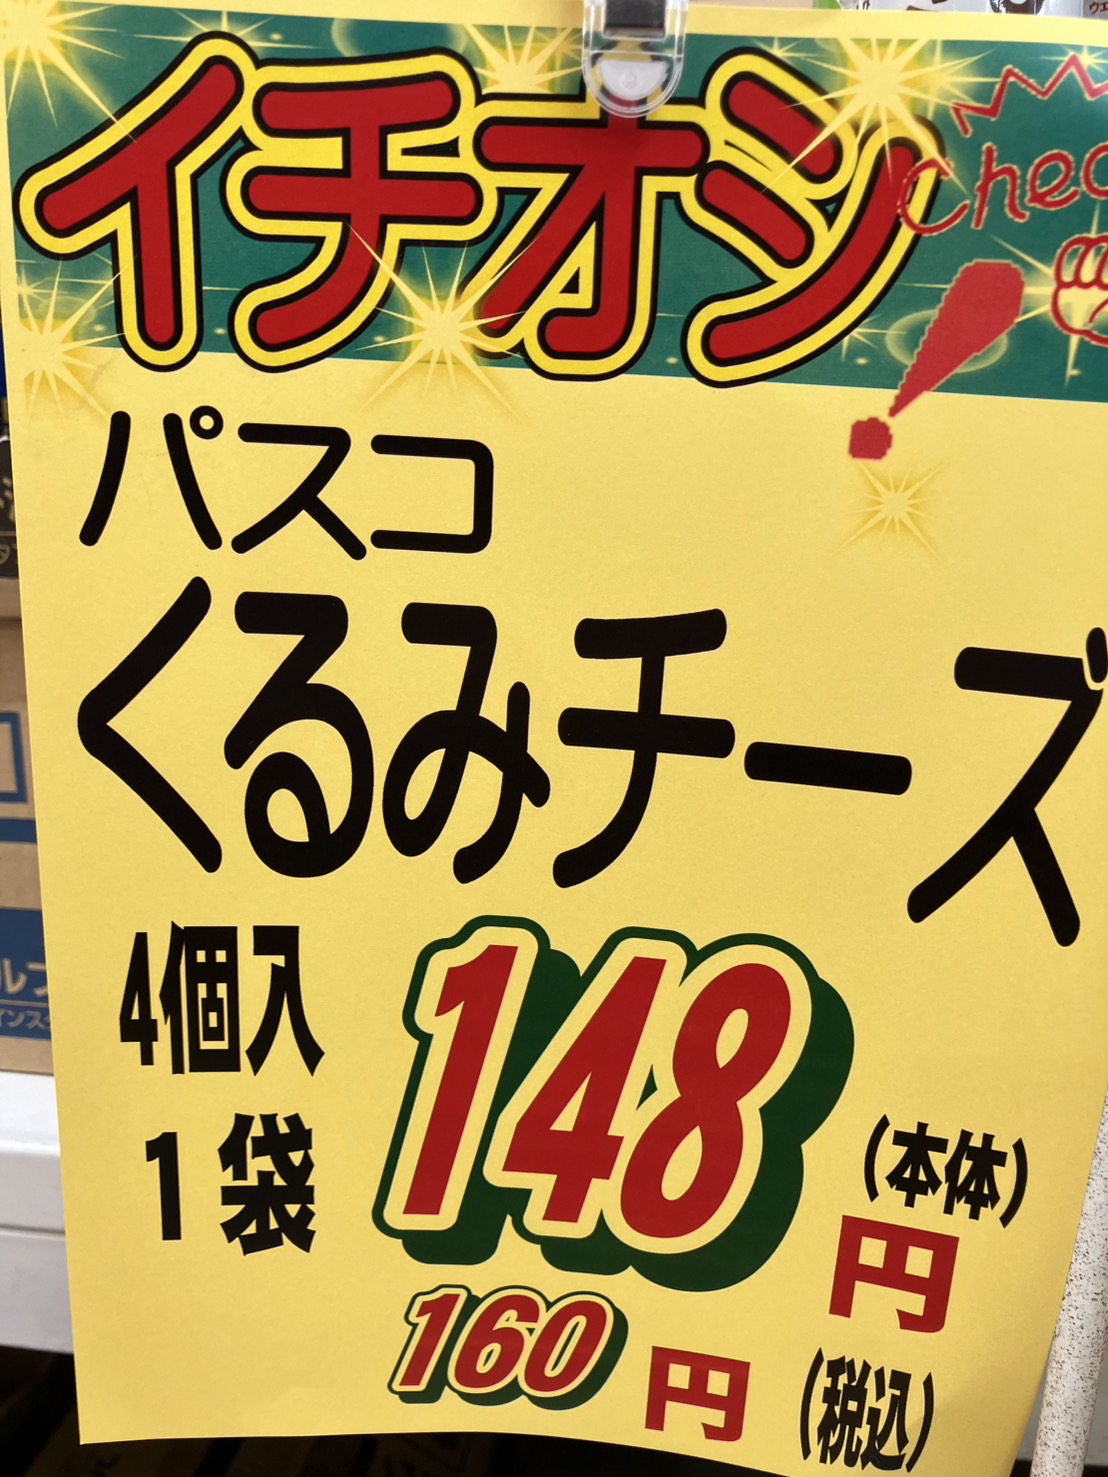 イチオシ
パスコ
くるみチーズ
4個入
1袋
148
(本体)
円
160円
(税込)